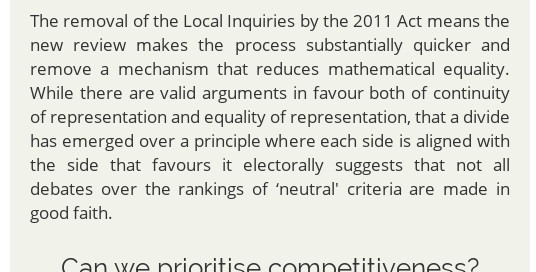 The removal of the Local Inquiries by the 2011 Act means the
new review makes the process substantially quicker and
remove a mechanism that reduces mathematical equality.
While there are valid arguments in favour both of continuity
of representation and equality of representation, that a divide
has emerged over a principle where each side is aligned with
the side that favours it electorally suggests that not all
debates over the rankings of ‘neutral' criteria are made in
good faith.
Can we prioritise competitiveness?